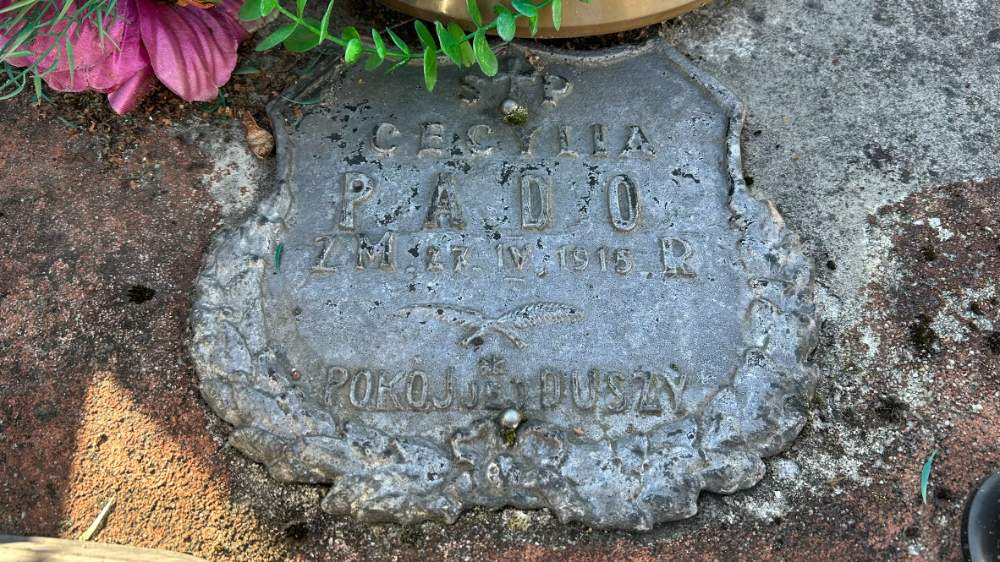 Ś†P
CECYLIA
PADO
ZM. 27. IV. 1915. R
POKÓJ JEJ DUSZY